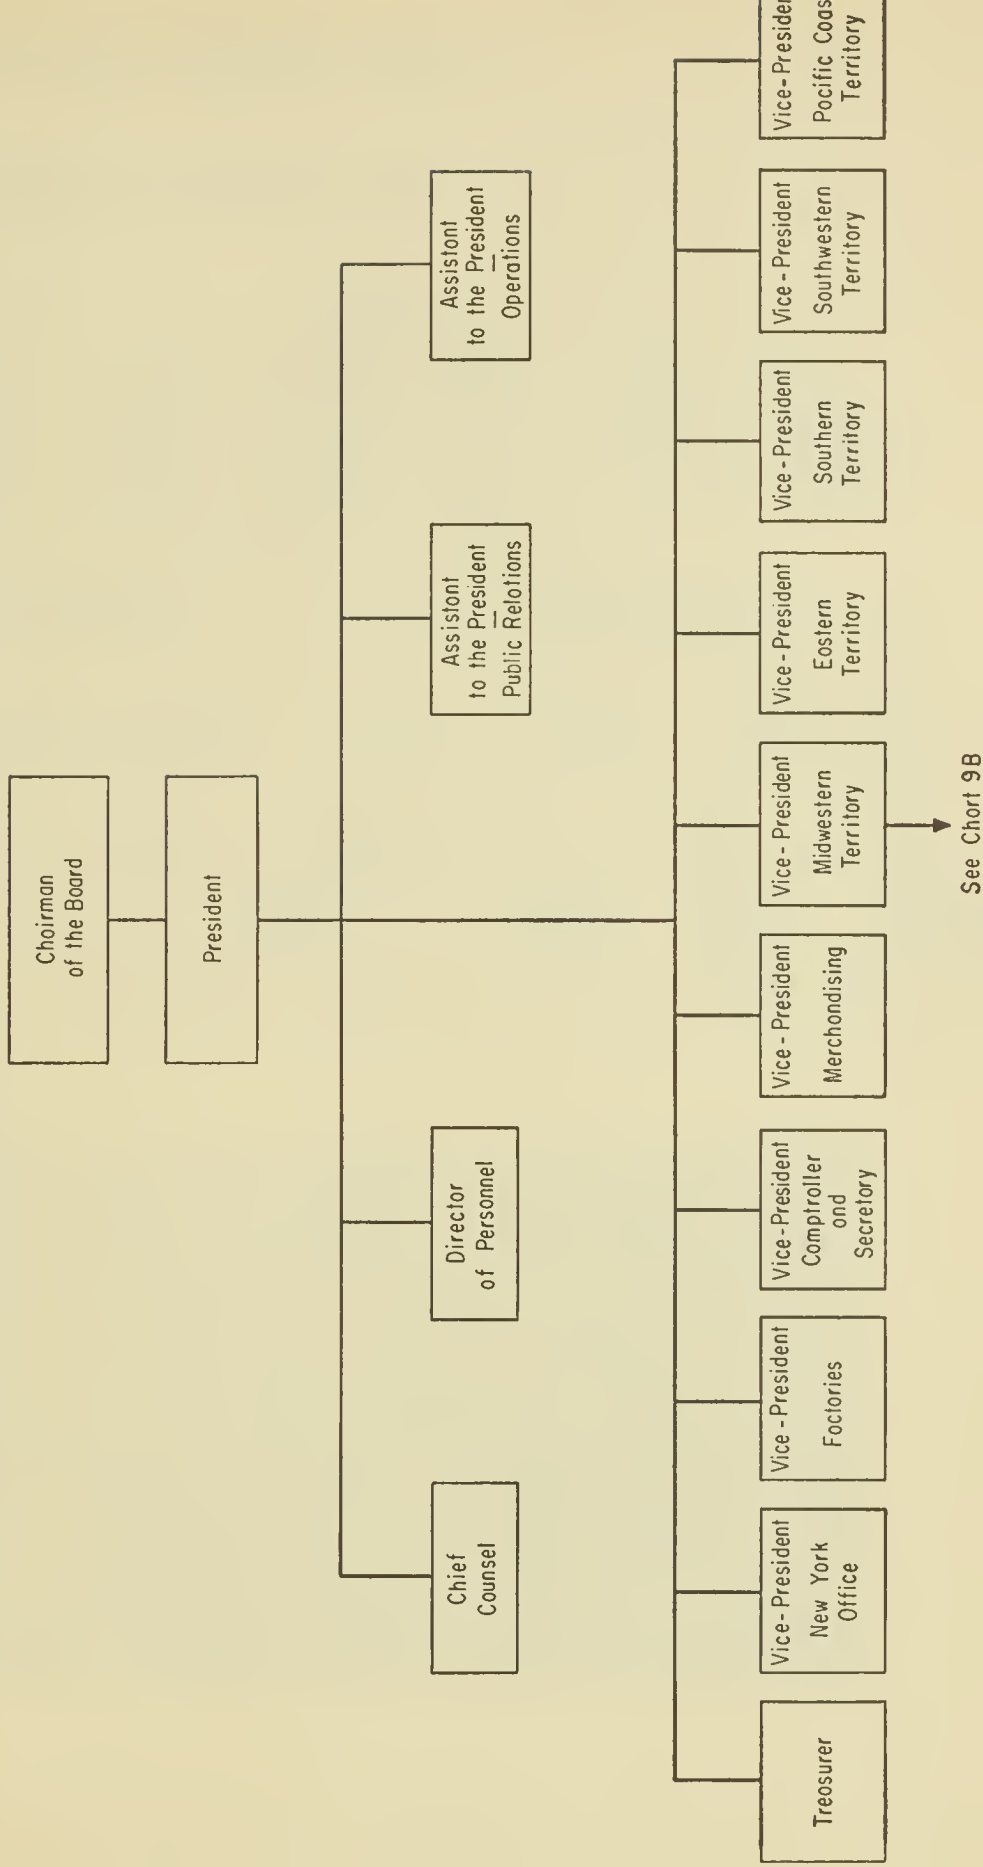 Choirman
of the Board
President
Chief
Counsel
Director
of Personnel
Assistont
to the President
—
Public Relotions
Assistont
to the President
—
Operations
Treosurer
Vice-President
New York
Office
Vice-President
Foctories
Vice-President
Comptroller
ond
Secretory
Vice-President
Merchondising
Vice-President
Midwestern
Territory
Vice-President
Eostern
Territory
Vice-President
Southern
Territory
Vice-President
Southwestern
Territory
Vice-Presiden
Pocific Coas
Territory
See Chort 9B